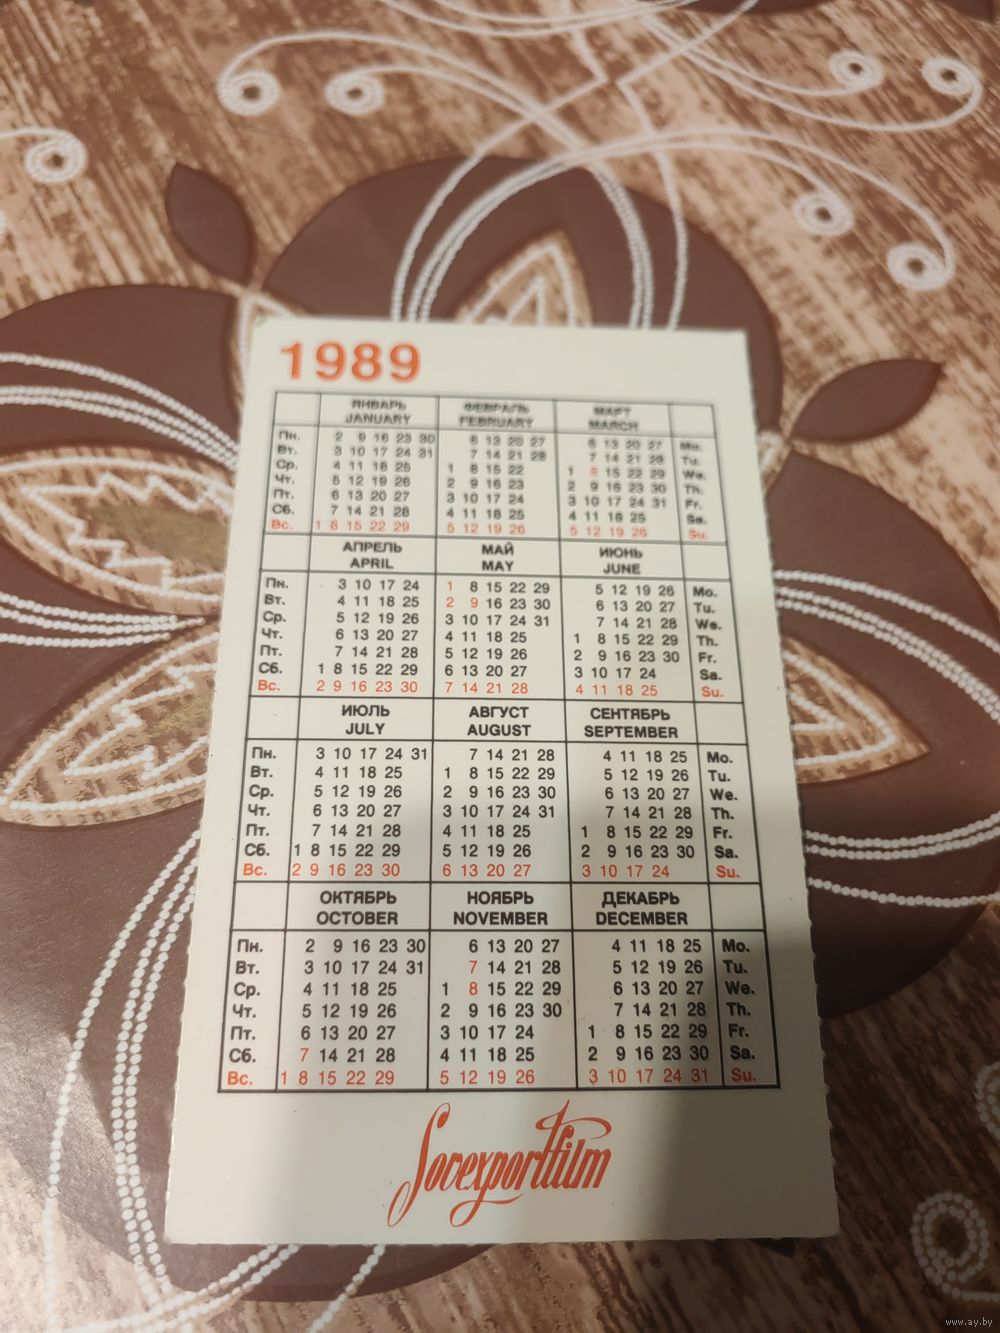 1989
ЯНВАРЬ ФЕВРАЛЬ МАРТ
JANUARY FEBRUARY MARCH
Пн. 2 9 16 23 30 6 13 20 27 6 13 20 27 Mo.
Вт. 3 10 17 24 31 7 14 21 28 7 14 21 28 Tu.
Ср. 4 11 18 25 1 8 15 22 1 8 15 22 29 We.
Чт. 5 12 19 26 2 9 16 23 2 9 16 23 30 Th.
Пт. 6 13 20 27 3 10 17 24 3 10 17 24 31 Fr.
Сб. 7 14 21 28 4 11 18 25 4 11 18 25 Sa.
Вс. 1 8 15 22 29 5 12 19 26 5 12 19 26 Su.
АПРЕЛЬ МАЙ ИЮНЬ
APRIL MAY JUNE
Пн. 3 10 17 24 1 8 15 22 29 5 12 19 26 Mo.
Вт. 4 11 18 25 2 9 16 23 30 6 13 20 27 Tu.
Ср. 5 12 19 26 3 10 17 24 31 7 14 21 28 We.
Чт. 6 13 20 27 4 11 18 25 1 8 15 22 29 Th.
Пт. 7 14 21 28 5 12 19 26 2 9 16 23 30 Fr.
Сб. 1 8 15 22 29 6 13 20 27 3 10 17 24 Sa.
Вс. 2 9 16 23 30 7 14 21 28 4 11 18 25 Su.
ИЮЛЬ АВГУСТ СЕНТЯБРЬ
JULY AUGUST SEPTEMBER
Пн. 3 10 17 24 31 7 14 21 28 4 11 18 25 Mo.
Вт. 4 11 18 25 1 8 15 22 29 5 12 19 26 Tu.
Ср. 5 12 19 26 2 9 16 23 30 6 13 20 27 We.
Чт. 6 13 20 27 3 10 17 24 31 7 14 21 28 Th.
Пт. 7 14 21 28 4 11 18 25 1 8 15 22 29 Fr.
Сб. 1 8 15 22 29 5 12 19 26 2 9 16 23 30 Sa.
Вс. 2 9 16 23 30 6 13 20 27 3 10 17 24 Su.
ОКТЯБРЬ НОЯБРЬ ДЕКАБРЬ
OCTOBER NOVEMBER DECEMBER
Пн. 2 9 16 23 30 6 13 20 27 4 11 18 25 Mo.
Вт. 3 10 17 24 31 7 14 21 28 5 12 19 26 Tu.
Ср. 4 11 18 25 1 8 15 22 29 6 13 20 27 We.
Чт. 5 12 19 26 2 9 16 23 30 7 14 21 28 Th.
Пт. 6 13 20 27 3 10 17 24 1 8 15 22 29 Fr.
Сб. 7 14 21 28 4 11 18 25 2 9 16 23 30 Sa.
Вс. 1 8 15 22 29 5 12 19 26 3 10 17 24 31 Su.
Sovexportfilm
www.ay.by